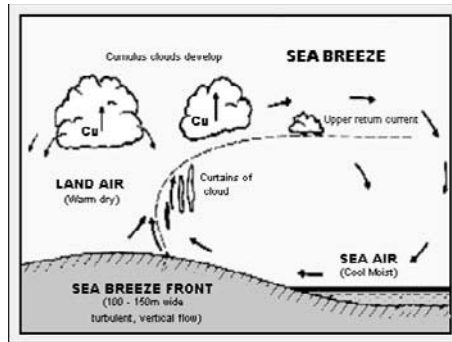 Cumulus clouds develop
SEA BREEZE
Cu
Cu
Upper return current
LAND AIR
(Warm dry)
Curtains of
cloud
SEA AIR
(Cool Moist)
SEA BREEZE FRONT
(100 - 150m wide
turbulent, vertical flow)